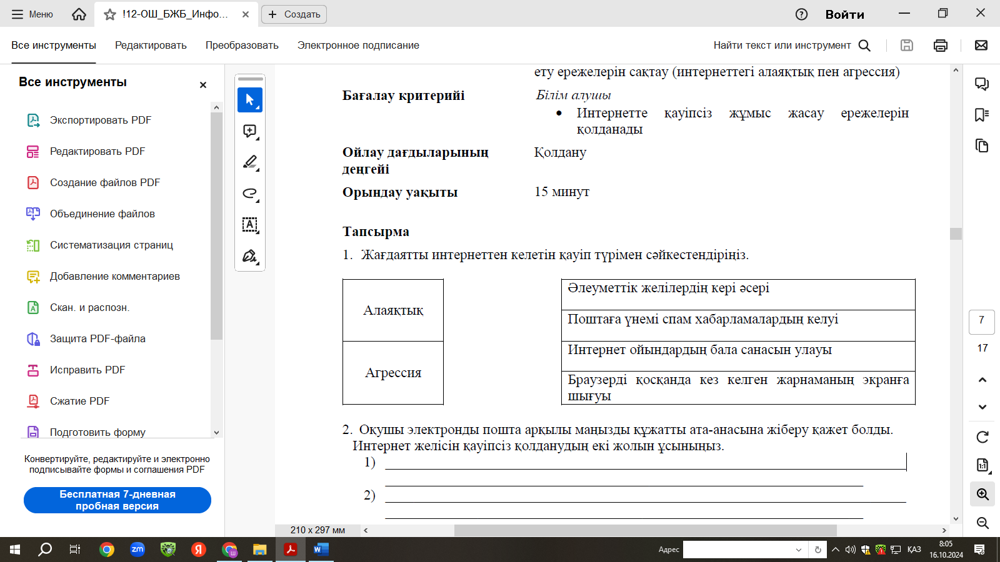 Меню
!12-ОШ_БЖБ_Инфо...
Создать
Войти
Все инструменты
Редактировать
Преобразовать
Электронное подписание
Найти текст или инструмент
Все инструменты
Экспортировать PDF
Редактировать PDF
Создание файлов PDF
Объединение файлов
Систематизация страниц
Добавление комментариев
Скан. и распозн.
Защита PDF-файла
Исправить PDF
Сжатие PDF
Подготовить форму
Конвертируйте, редактируйте и электронно
подписывайте формы и соглашения PDF
Бесплатная 7-дневная
пробная версия
ету ережелерін сақтау (интернеттегі алаяқтық пен агрессия)
Бағалау критерийі
Білім алушы
• Интернетте қауіпсіз жұмыс жасау ережелерін
қолданады
Ойлау дағдыларының
деңгейі
Қолдану
Орындау уақыты
15 минут
Тапсырма
1. Жағдаятты интернеттен келетін қауіп түрімен сәйкестендіріңіз.
Алаяқтық
Агрессия
Әлеуметтік желілердің кері әсері
Поштаға үнемі спам хабарламалардың келуі
Интернет ойындардың бала санасын улауы
Браузерді қосқанда кез келген жарнаманың экранға
шығуы
2. Оқушы электронды пошта арқылы маңызды құжатты ата-анасына жіберу қажет болды.
Интернет желісін қауіпсіз қолданудың екі жолын ұсыныңыз.
1)
2)
7
17
1:1
210 x 297 мм
zm
Я
ш
W
Адрес
ҚАЗ
8:05
16.10.2024